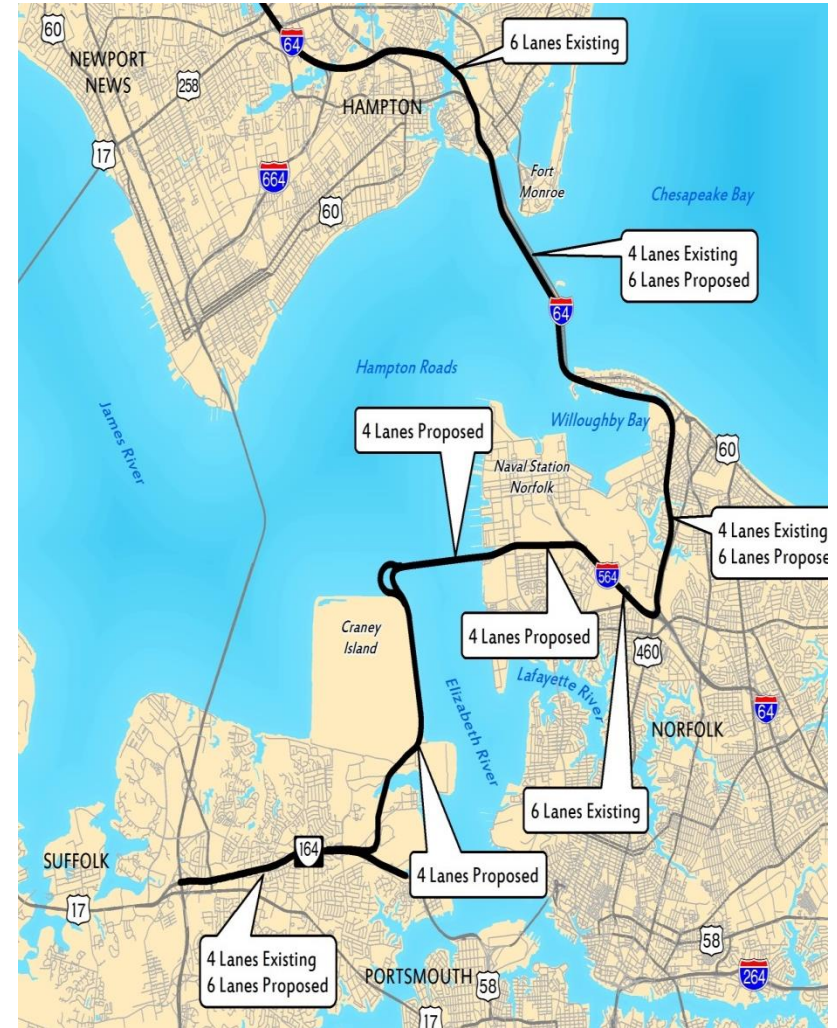 60
64
6 Lanes Existing
NEWPORT
NEWS
258
HAMPTON
17
664
Fort
Monroe
60
Chesapeake Bay
4 Lanes Existing
6 Lanes Proposed
64
Hampton Roads
James River
4 Lanes Proposed
Willoughby Bay
60
Naval Station
Norfolk
4 Lanes Existing
6 Lanes Propose
564
Craney
Island
4 Lanes Proposed
460
Lafayette River
Elizabeth River
64
NORFOLK
6 Lanes Existing
164
SUFFOLK
4 Lanes Proposed
17
4 Lanes Existing
6 Lanes Proposed
58
264
PORTSMOUTH
58
17